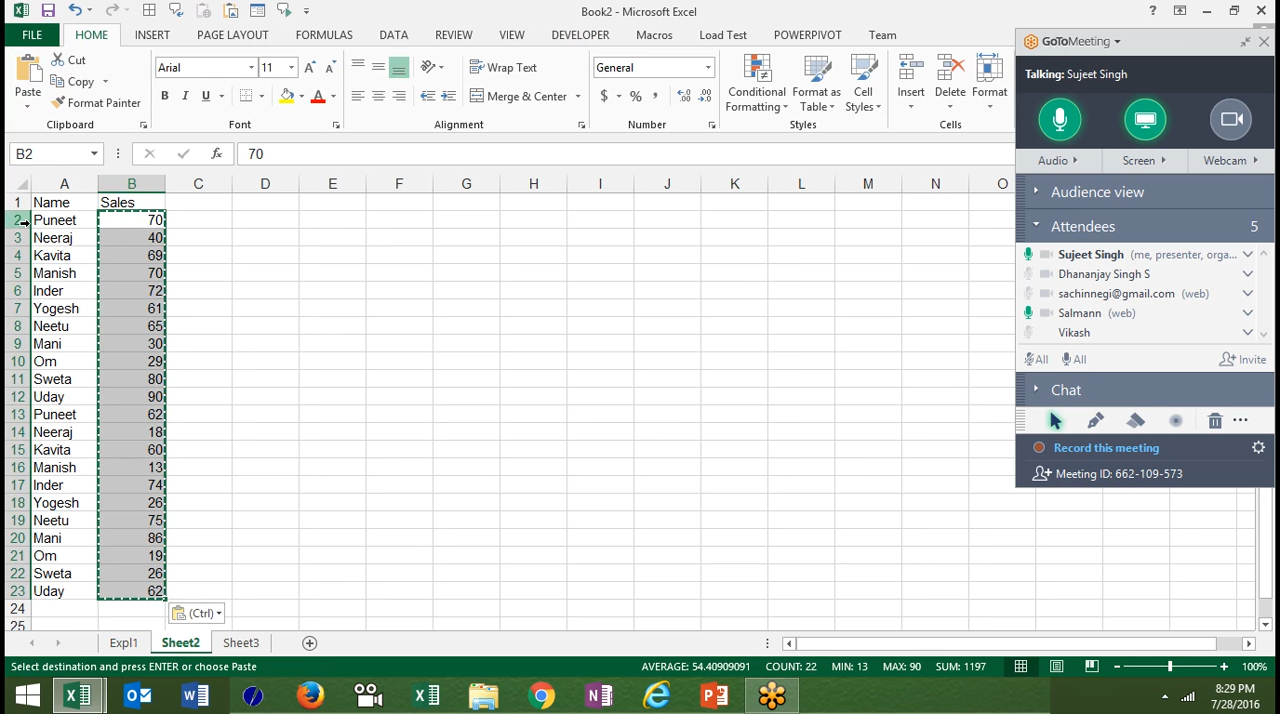 Book2 - Microsoft Excel
FILE HOME INSERT PAGE LAYOUT FORMULAS DATA REVIEW VIEW DEVELOPER Macros Load Test POWERPIVOT Team
Paste Cut Copy Format Painter Clipboard
Arial 11 B I U Font
Wrap Text Merge & Center Alignment
General $ % , Number
Conditional Formatting Format as Table Cell Styles Styles
Insert Delete Format Cells
B2 fx 70
A B C D E F G H I J K L M N O
1 Name Sales
2 Puneet 70
3 Neeraj 40
4 Kavita 69
5 Manish 70
6 Inder 72
7 Yogesh 61
8 Neetu 65
9 Mani 30
10 Om 29
11 Sweta 80
12 Uday 90
13 Puneet 62
14 Neeraj 18
15 Kavita 60
16 Manish 13
17 Inder 74
18 Yogesh 26
19 Neetu 75
20 Mani 86
21 Om 19
22 Sweta 26
23 Uday 62
24 (Ctrl)
25
Expl1 Sheet2 Sheet3
Select destination and press ENTER or choose Paste AVERAGE: 54.40909091 COUNT: 22 MIN: 13 MAX: 90 SUM: 1197 100%
8:29 PM
7/28/2016
GoToMeeting
Talking: Sujeet Singh
Audio Screen Webcam
Audience view
Attendees 5
Sujeet Singh (me, presenter, orga...
Dhananjay Singh S
sachinnegi@gmail.com (web)
Salmann (web)
Vikash
All All Invite
Chat
Record this meeting
Meeting ID: 662-109-573